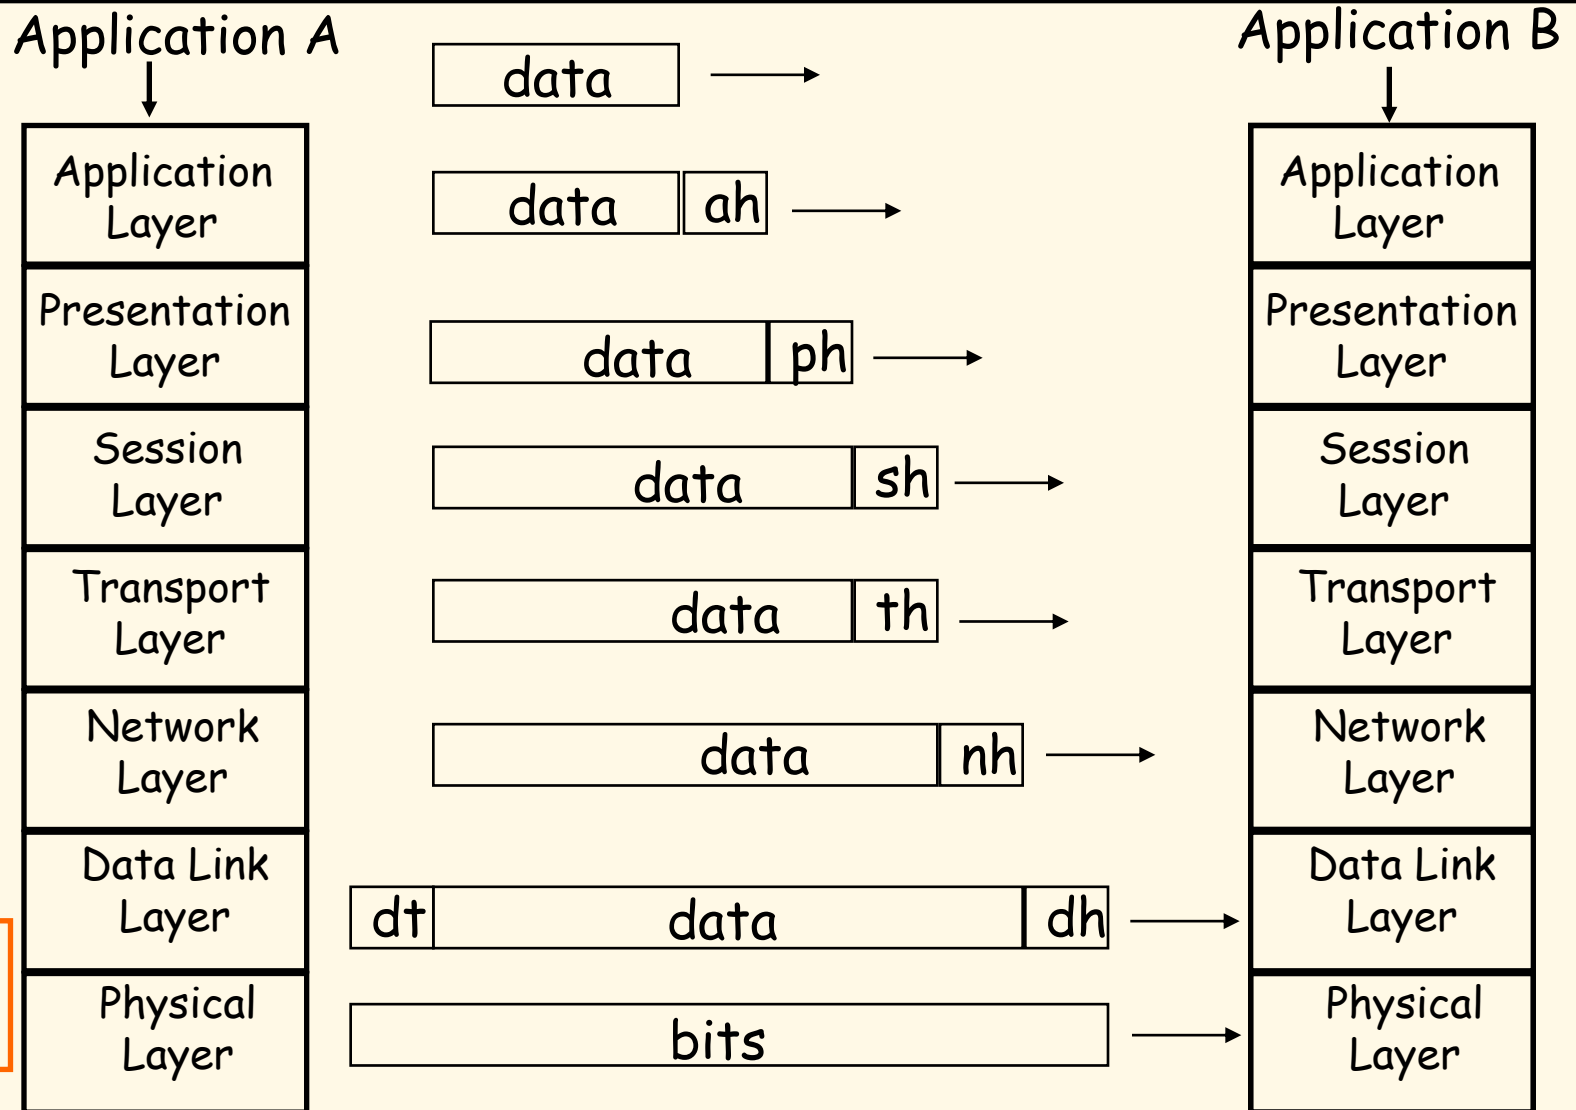 Application A
data
Application B
Application
Layer
data ah
Application
Layer
Presentation
Layer
data ph
Presentation
Layer
Session
Layer
data sh
Session
Layer
Transport
Layer
data th
Transport
Layer
Network
Layer
data nh
Network
Layer
Data Link
Layer
dt data dh
Data Link
Layer
Physical
Layer
bits
Physical
Layer